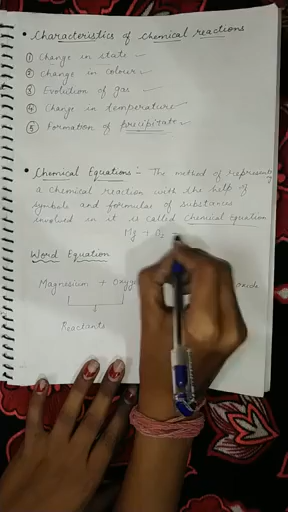 • Characteristics of chemical reactions
① Change in state ✓
② Change in colour ✓
③ Evolution of gas ✓
④ Change in temperature ✓
⑤ Formation of precipitate ✓
• Chemical Equations :- The method of representing
a chemical reaction with the help of
symbols and formulas of substances
involved in it is called chemical equation
Mg + O₂
Word Equation
Magnesium + Oxyg oxide
Reactants